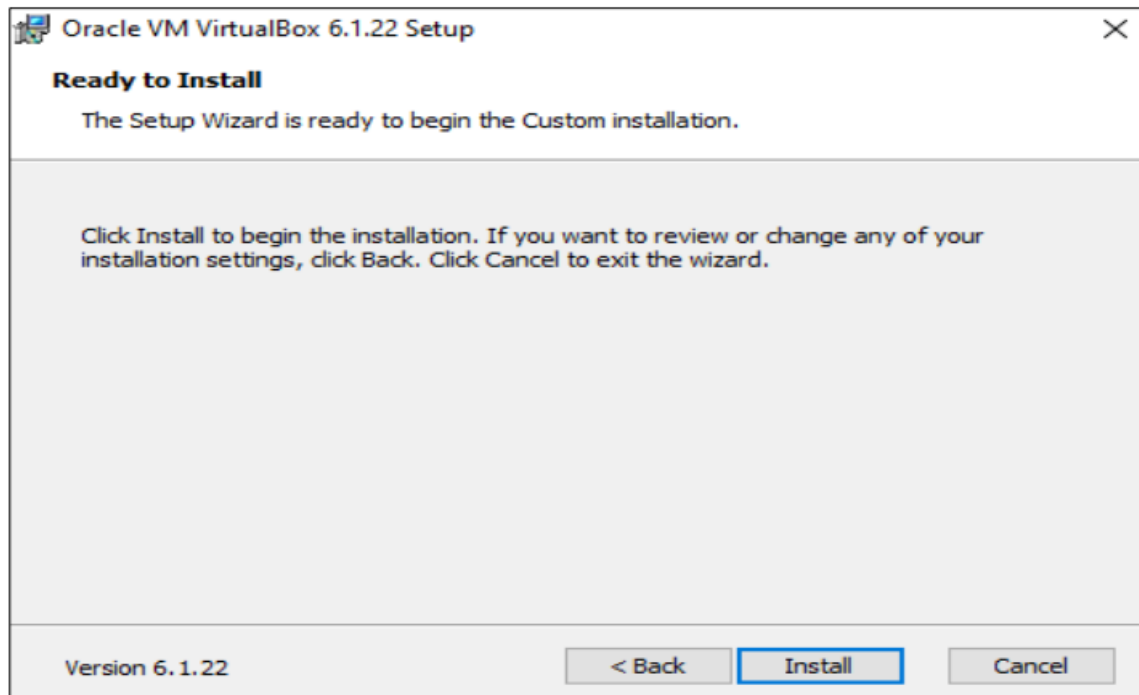 Oracle VM VirtualBox 6.1.22 Setup
Ready to Install
The Setup Wizard is ready to begin the Custom installation.
Click Install to begin the installation. If you want to review or change any of your
installation settings, click Back. Click Cancel to exit the wizard.
Version 6.1.22
< Back
Install
Cancel